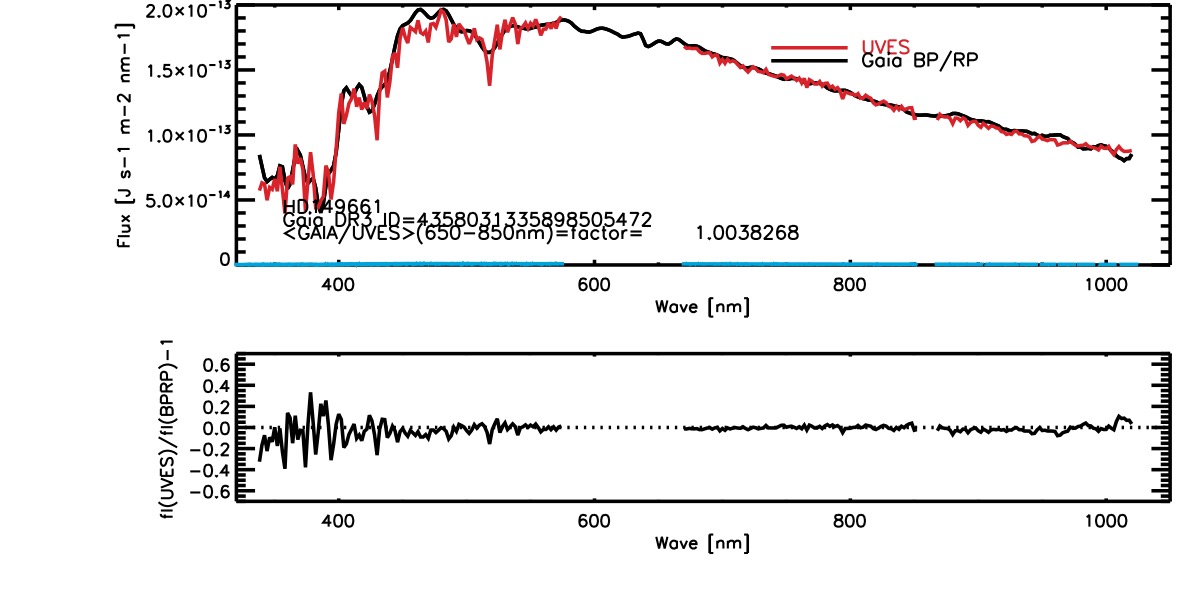 2.0×10⁻¹³
1.5×10⁻¹³
1.0×10⁻¹³
5.0×10⁻¹⁴
0
Flux [J s−1 m−2 nm−1]
UVES
Gaia BP/RP
HD149661
Gaia DR3 ID=4358031335898505472
<GAIA/UVES>(650−850nm)=factor= 1.0038268
400 600 800 1000
Wave [nm]
0.6
0.4
0.2
0.0
−0.2
−0.4
−0.6
fl(UVES)/fl(BPRP)−1
400 600 800 1000
Wave [nm]